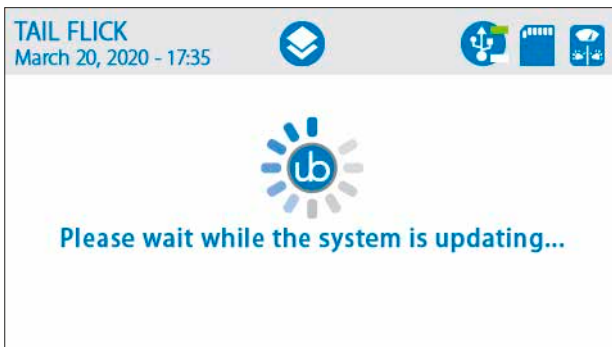 TAIL FLICK
March 20, 2020 - 17:35
ub
Please wait while the system is updating...